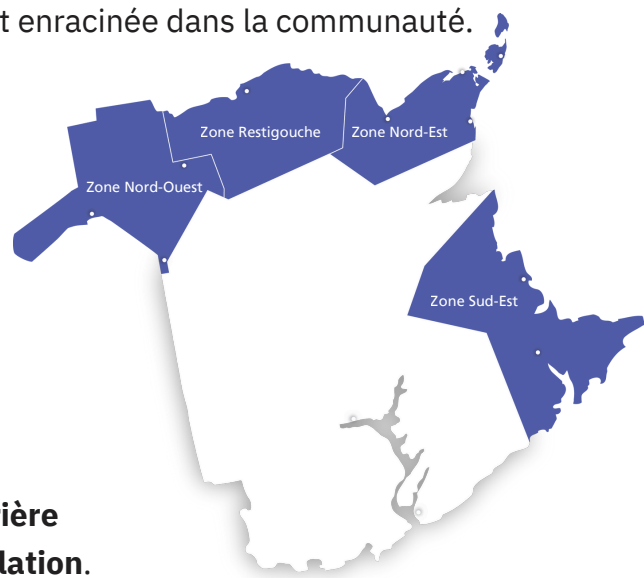 t enracinée dans la communauté.
Zone Restigouche
Zone Nord-Est
Zone Nord-Ouest
Zone Sud-Est
ière
lation.